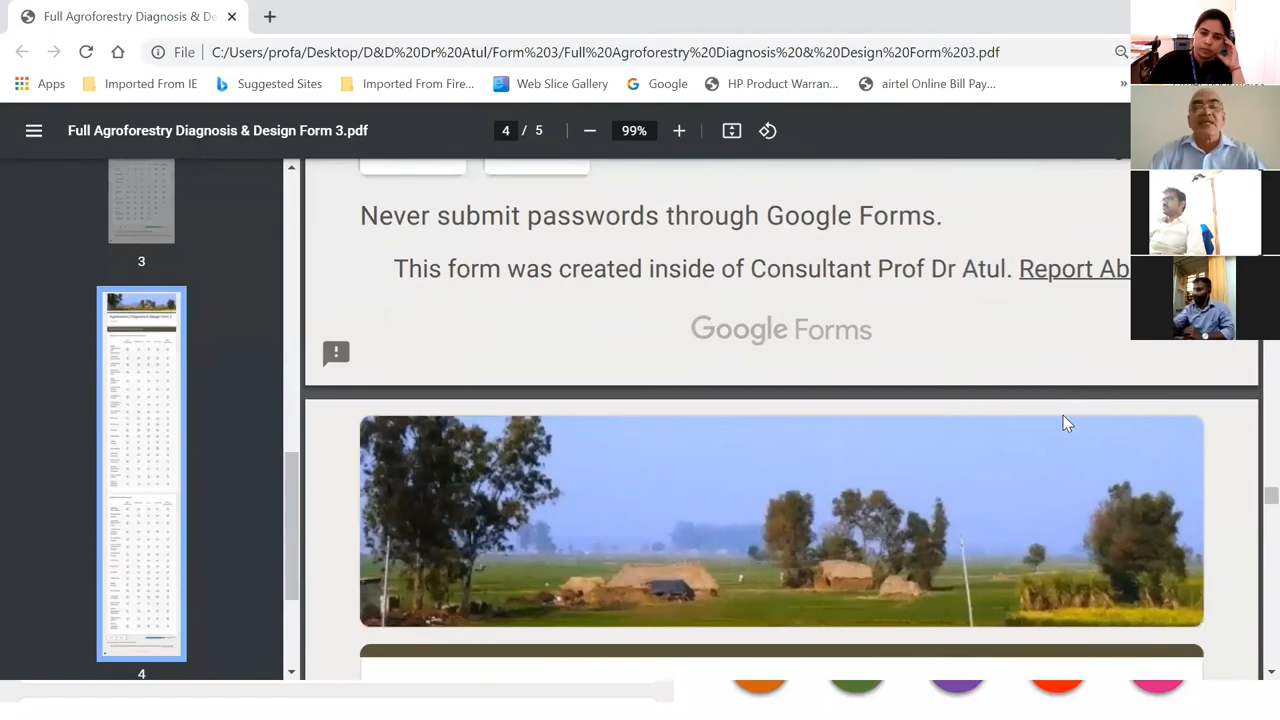 Full Agroforestry Diagnosis & De
File
C:/Users/profa/Desktop/D&D%20Dr%20Atul/Form%203/Full%20Agroforestry%20Diagnosis%20&%20Design%20Form%203.pdf
Apps
Imported From IE
Suggested Sites
Imported From Fire...
Web Slice Gallery
Google
HP Product Warran...
airtel Online Bill Pay...
»
Full Agroforestry Diagnosis & Design Form 3.pdf
4 / 5
99%
3
4
Never submit passwords through Google Forms.
This form was created inside of Consultant Prof Dr Atul. Report Ab
Google Forms